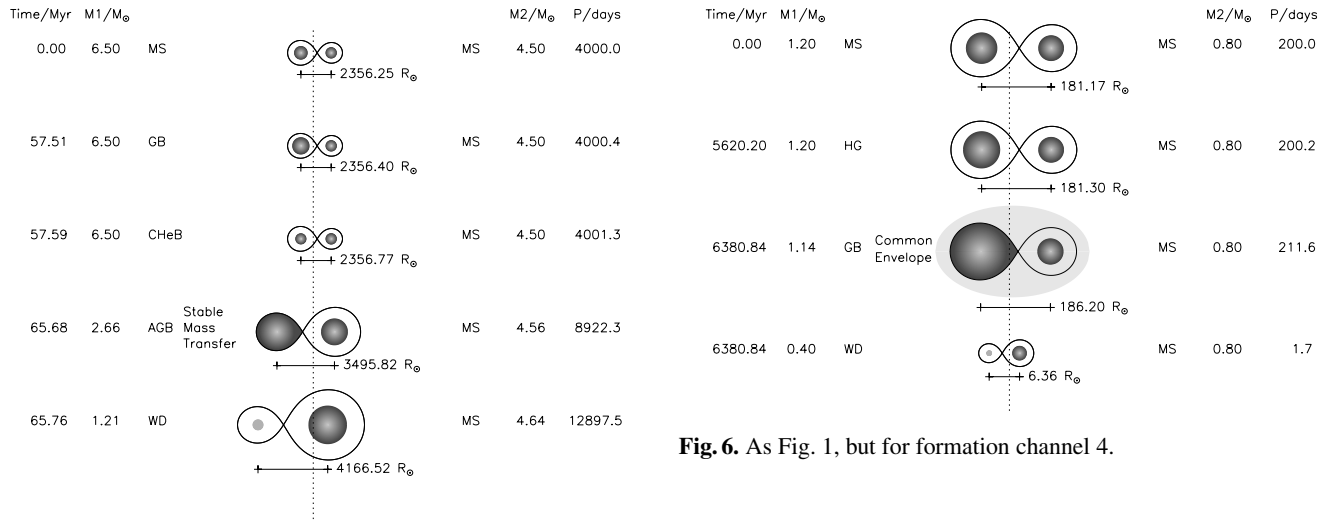 Time/Myr M1/M☉ M2/M☉ P/days
0.00 6.50 MS MS 4.50 4000.0
2356.25 R☉
57.51 6.50 GB MS 4.50 4000.4
2356.40 R☉
57.59 6.50 CHeB MS 4.50 4001.3
2356.77 R☉
65.68 2.66 AGB Stable Mass Transfer MS 4.56 8922.3
3495.82 R☉
65.76 1.21 WD MS 4.64 12897.5
4166.52 R☉
Time/Myr M1/M☉ M2/M☉ P/days
0.00 1.20 MS MS 0.80 200.0
181.17 R☉
5620.20 1.20 HG MS 0.80 200.2
181.30 R☉
6380.84 1.14 GB Common Envelope MS 0.80 211.6
186.20 R☉
6380.84 0.40 WD MS 0.80 1.7
6.36 R☉
Fig. 6. As Fig. 1, but for formation channel 4.